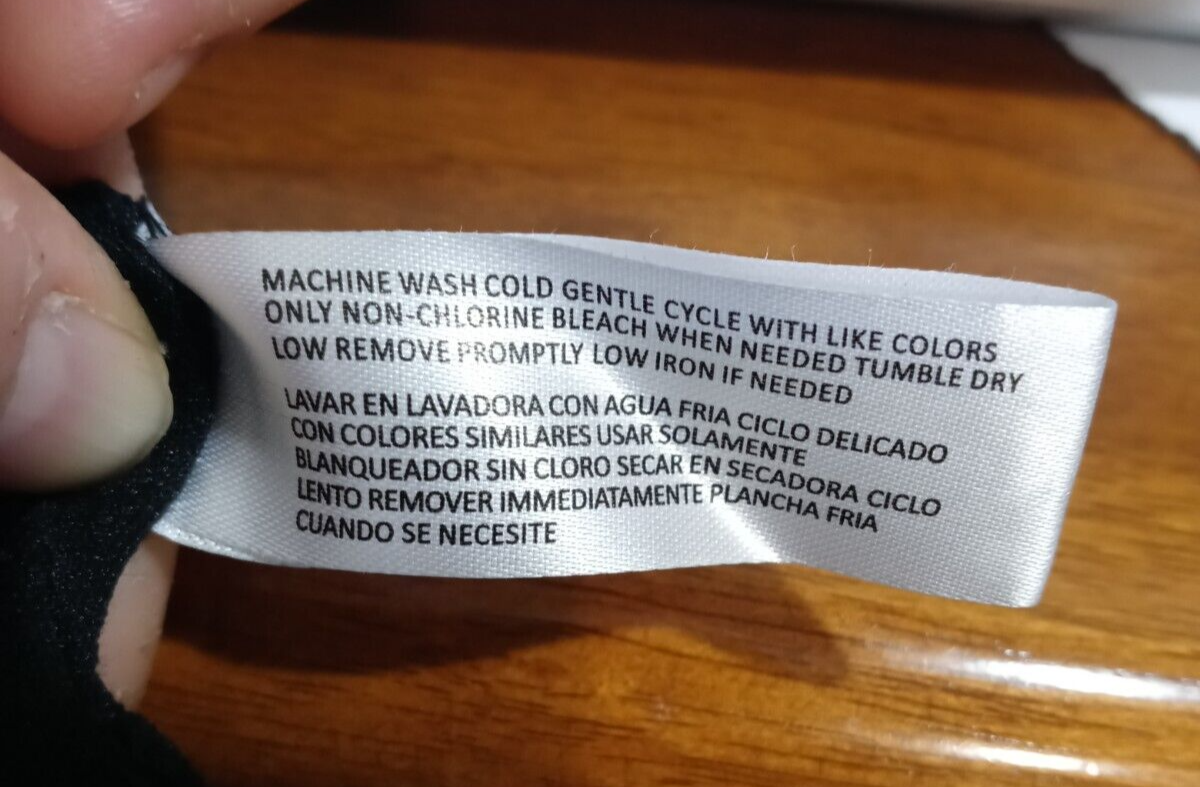 MACHINE WASH COLD GENTLE CYCLE WITH LIKE COLORS
ONLY NON-CHLORINE BLEACH WHEN NEEDED TUMBLE DRY
LOW REMOVE PROMPTLY LOW IRON IF NEEDED
LAVAR EN LAVADORA CON AGUA FRIA CICLO DELICADO
CON COLORES SIMILARES USAR SOLAMENTE
BLANQUEADOR SIN CLORO SECAR EN SECADORA CICLO
LENTO REMOVER IMMEDIATAMENTE PLANCHA FRIA
CUANDO SE NECESITE